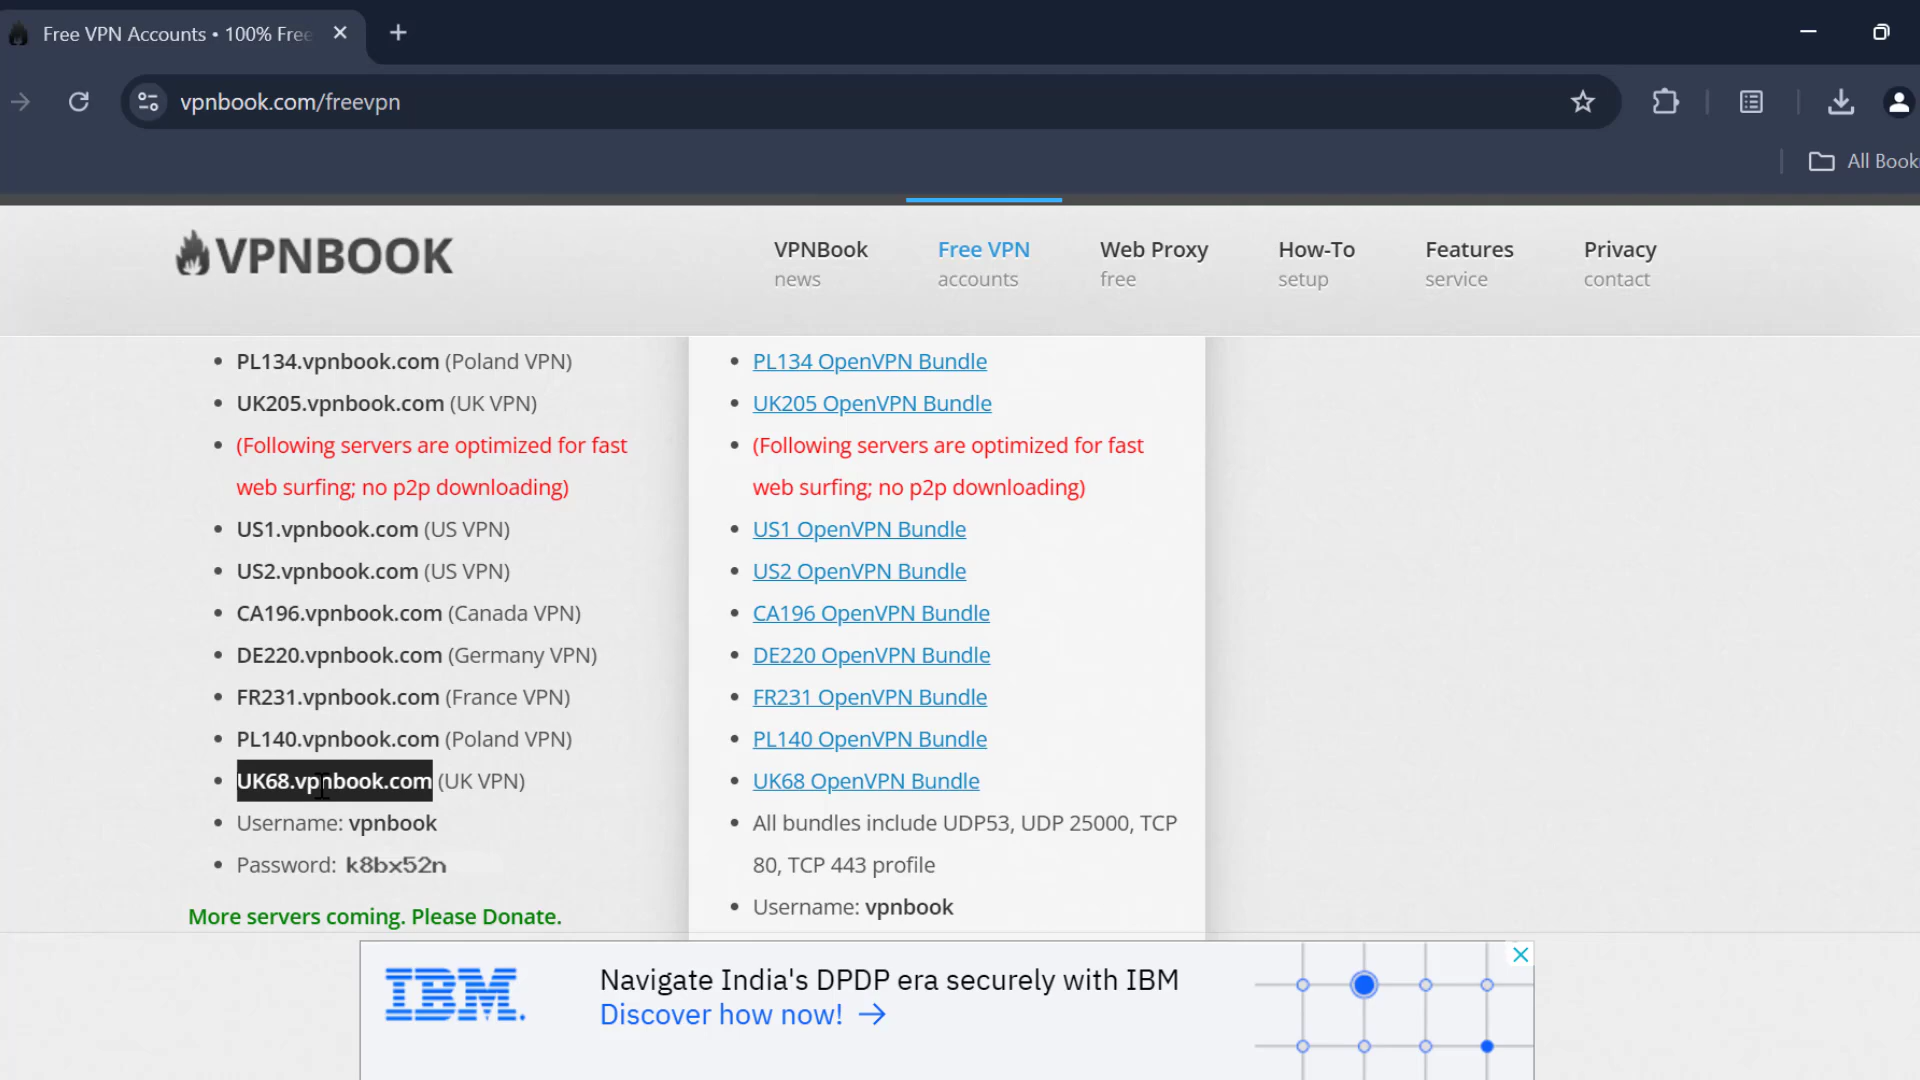 Free VPN Accounts • 100% Free
vpnbook.com/freevpn
All Book
VPNBOOK
VPNBook
news
Free VPN
accounts
Web Proxy
free
How-To
setup
Features
service
Privacy
contact
PL134.vpnbook.com (Poland VPN)
UK205.vpnbook.com (UK VPN)
(Following servers are optimized for fast
web surfing; no p2p downloading)
US1.vpnbook.com (US VPN)
US2.vpnbook.com (US VPN)
CA196.vpnbook.com (Canada VPN)
DE220.vpnbook.com (Germany VPN)
FR231.vpnbook.com (France VPN)
PL140.vpnbook.com (Poland VPN)
UK68.vpnbook.com (UK VPN)
Username: vpnbook
Password: k8bx52n
More servers coming. Please Donate.
PL134 OpenVPN Bundle
UK205 OpenVPN Bundle
(Following servers are optimized for fast
web surfing; no p2p downloading)
US1 OpenVPN Bundle
US2 OpenVPN Bundle
CA196 OpenVPN Bundle
DE220 OpenVPN Bundle
FR231 OpenVPN Bundle
PL140 OpenVPN Bundle
UK68 OpenVPN Bundle
All bundles include UDP53, UDP 25000, TCP
80, TCP 443 profile
Username: vpnbook
IBM.
Navigate India's DPDP era securely with IBM
Discover how now! →